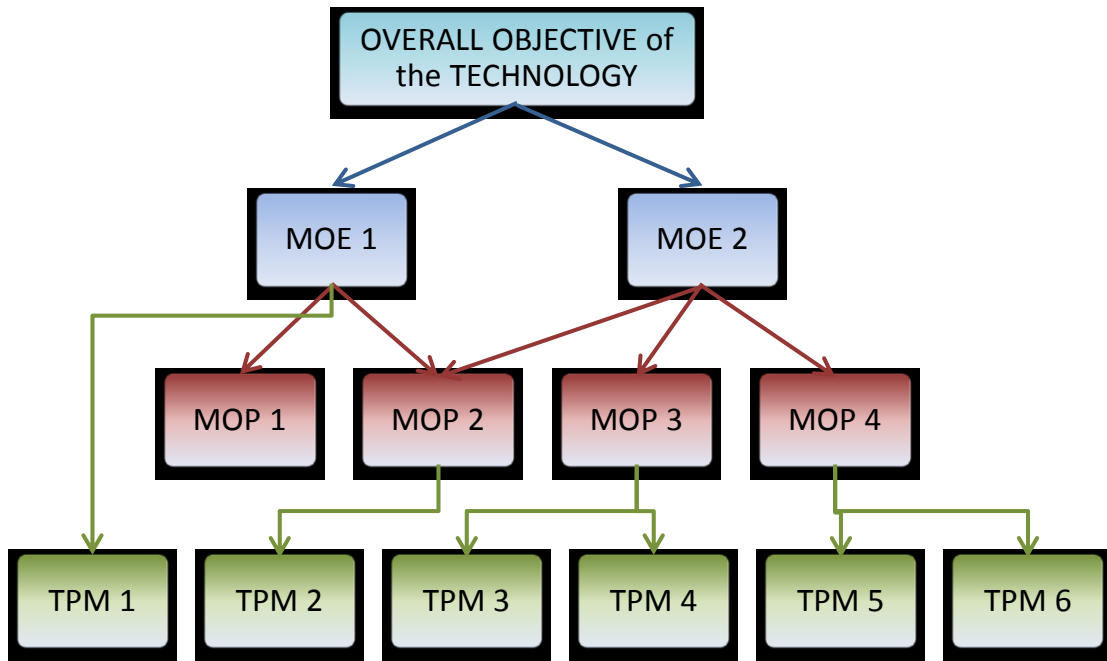 OVERALL OBJECTIVE of
the TECHNOLOGY
MOE 1
MOE 2
MOP 1
MOP 2
MOP 3
MOP 4
TPM 1
TPM 2
TPM 3
TPM 4
TPM 5
TPM 6